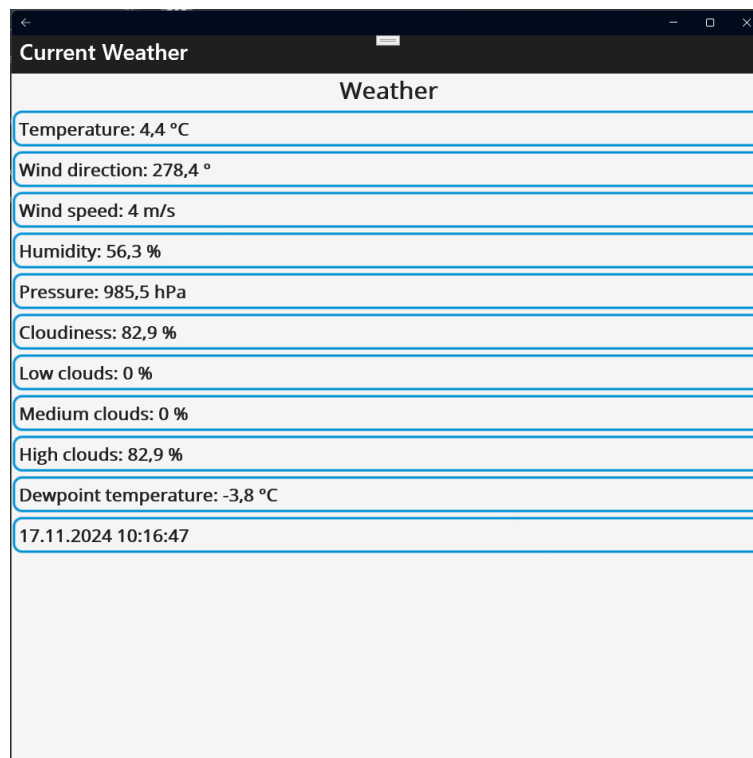 Current Weather
Weather
Temperature: 4,4 °C
Wind direction: 278,4 °
Wind speed: 4 m/s
Humidity: 56,3 %
Pressure: 985,5 hPa
Cloudiness: 82,9 %
Low clouds: 0 %
Medium clouds: 0 %
High clouds: 82,9 %
Dewpoint temperature: -3,8 °C
17.11.2024 10:16:47